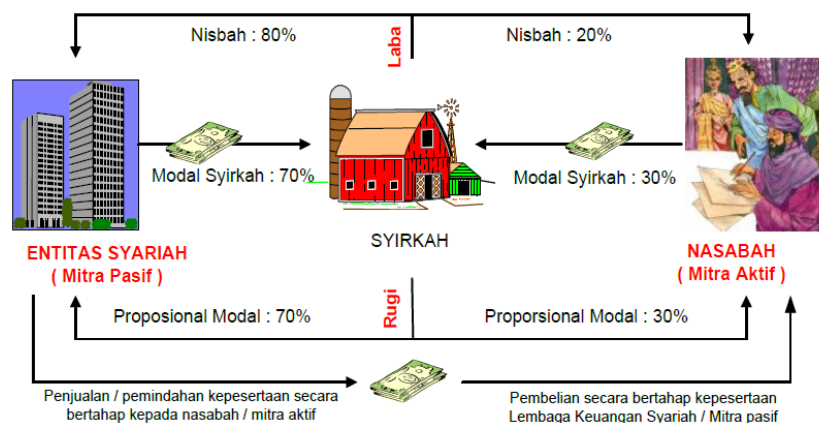 Nisbah : 80%
Laba
Nisbah : 20%
Modal Syirkah : 70%
Modal Syirkah : 30%
SYIRKAH
ENTITAS SYARIAH
( Mitra Pasif )
NASABAH
( Mitra Aktif )
Proposional Modal : 70%
Rugi
Proporsional Modal : 30%
Penjualan / pemindahan kepesertaan secara
bertahap kepada nasabah / mitra aktif
Pembelian secara bertahap kepesertaan
Lembaga Keuangan Syariah / Mitra pasif